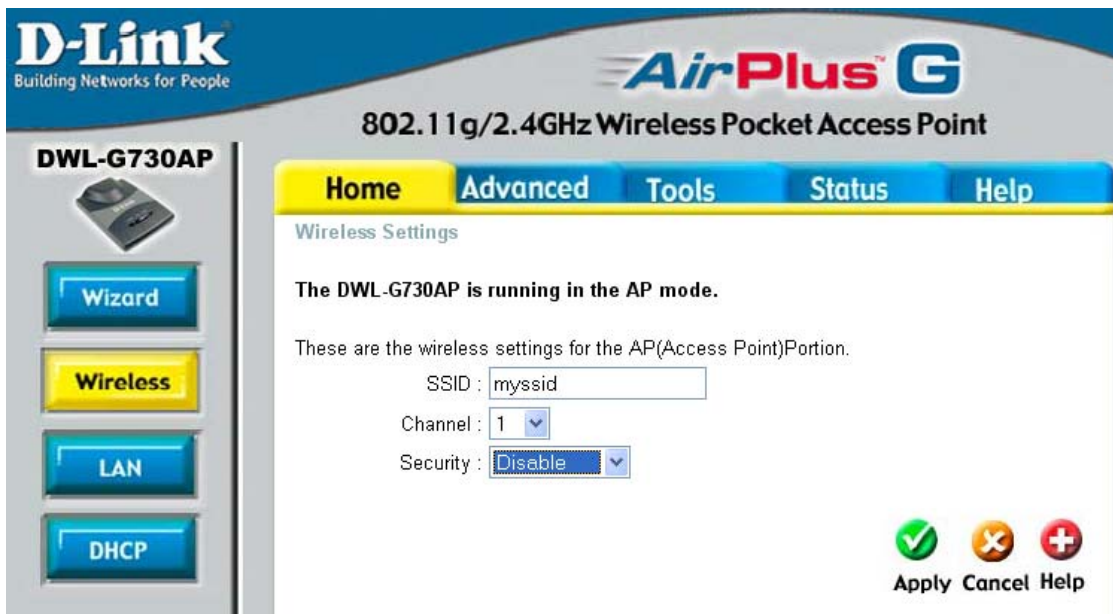 D-Link
Building Networks for People
AirPlus™ G
802.11g/2.4GHz Wireless Pocket Access Point
DWL-G730AP
Home Advanced Tools Status Help
Wizard
Wireless
LAN
DHCP
Wireless Settings
The DWL-G730AP is running in the AP mode.
These are the wireless settings for the AP(Access Point)Portion.
SSID : myssid
Channel : 1
Security : Disable
Apply Cancel Help